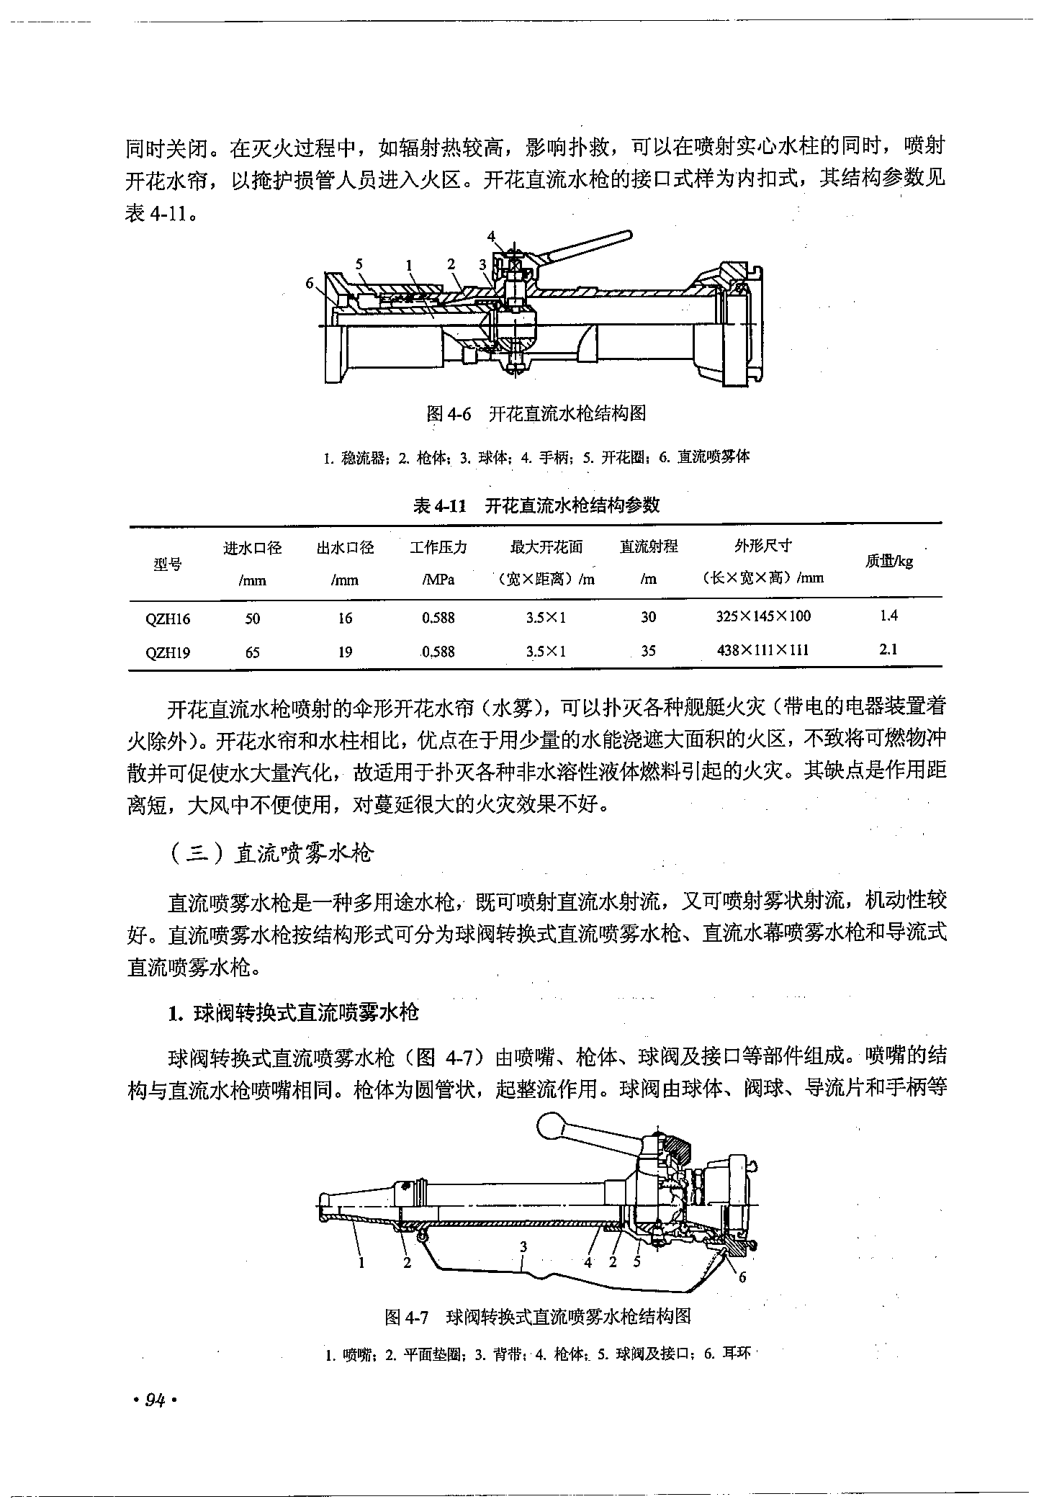 同时关闭。在灭火过程中，如辐射热较高，影响扑救，可以在喷射实心水柱的同时，喷射
开花水帘，以掩护损管人员进入火区。开花直流水枪的接口式样为内扣式，其结构参数见
表 4-11。
4
5 1 2 3
6
图 4-6 开花直流水枪结构图
1. 稳流器；2. 枪体；3. 球体；4. 手柄；5. 开花圈；6. 直流喷雾体
表 4-11 开花直流水枪结构参数
型号 进水口径/mm 出水口径/mm 工作压力/MPa 最大开花面（宽×距离）/m 直流射程/m 外形尺寸（长×宽×高）/mm 质量/kg
QZH16 50 16 0.588 3.5×1 30 325×145×100 1.4
QZH19 65 19 0.588 3.5×1 35 438×111×111 2.1
开花直流水枪喷射的伞形开花水帘（水雾），可以扑灭各种舰艇火灾（带电的电器装置着
火除外）。开花水帘和水柱相比，优点在于用少量的水能浇遮大面积的火区，不致将可燃物冲
散并可促使水大量汽化，故适用于扑灭各种非水溶性液体燃料引起的火灾。其缺点是作用距
离短，大风中不便使用，对蔓延很大的火灾效果不好。
（三）直流喷雾水枪
直流喷雾水枪是一种多用途水枪，既可喷射直流水射流，又可喷射雾状射流，机动性较
好。直流喷雾水枪按结构形式可分为球阀转换式直流喷雾水枪、直流水幕喷雾水枪和导流式
直流喷雾水枪。
1. 球阀转换式直流喷雾水枪
球阀转换式直流喷雾水枪（图 4-7）由喷嘴、枪体、球阀及接口等部件组成。喷嘴的结
构与直流水枪喷嘴相同。枪体为圆管状，起整流作用。球阀由球体、阀球、导流片和手柄等
1 2 3 4 2 5
6
图 4-7 球阀转换式直流喷雾水枪结构图
1. 喷嘴；2. 平面垫圈；3. 背带；4. 枪体；5. 球阀及接口；6. 耳环
·94·